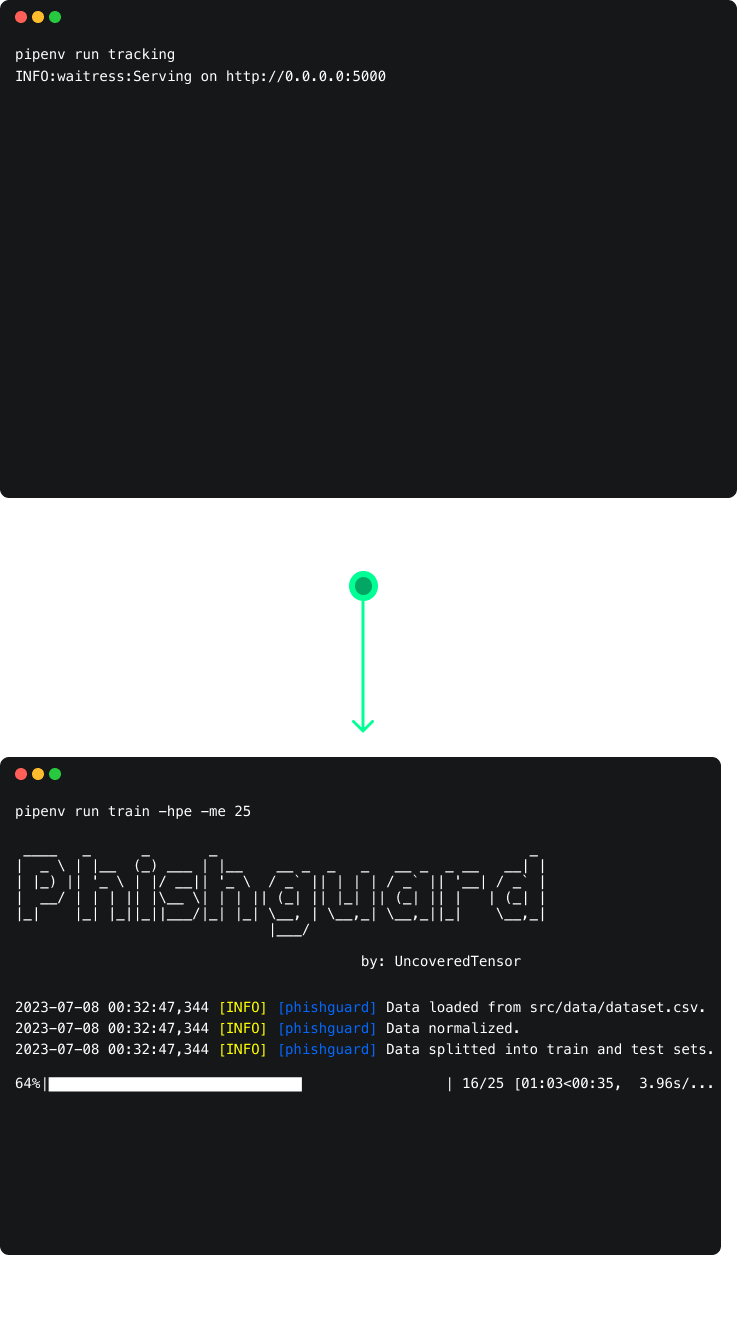 pipenv run tracking
INFO:waitress:Serving on http://0.0.0.0:5000
pipenv run train -hpe -me 25
Phishguard
by: UncoveredTensor
2023-07-08 00:32:47,344 [INFO] [phishguard] Data loaded from src/data/dataset.csv.
2023-07-08 00:32:47,344 [INFO] [phishguard] Data normalized.
2023-07-08 00:32:47,344 [INFO] [phishguard] Data splitted into train and test sets.
64%| | 16/25 [01:03<00:35, 3.96s/...